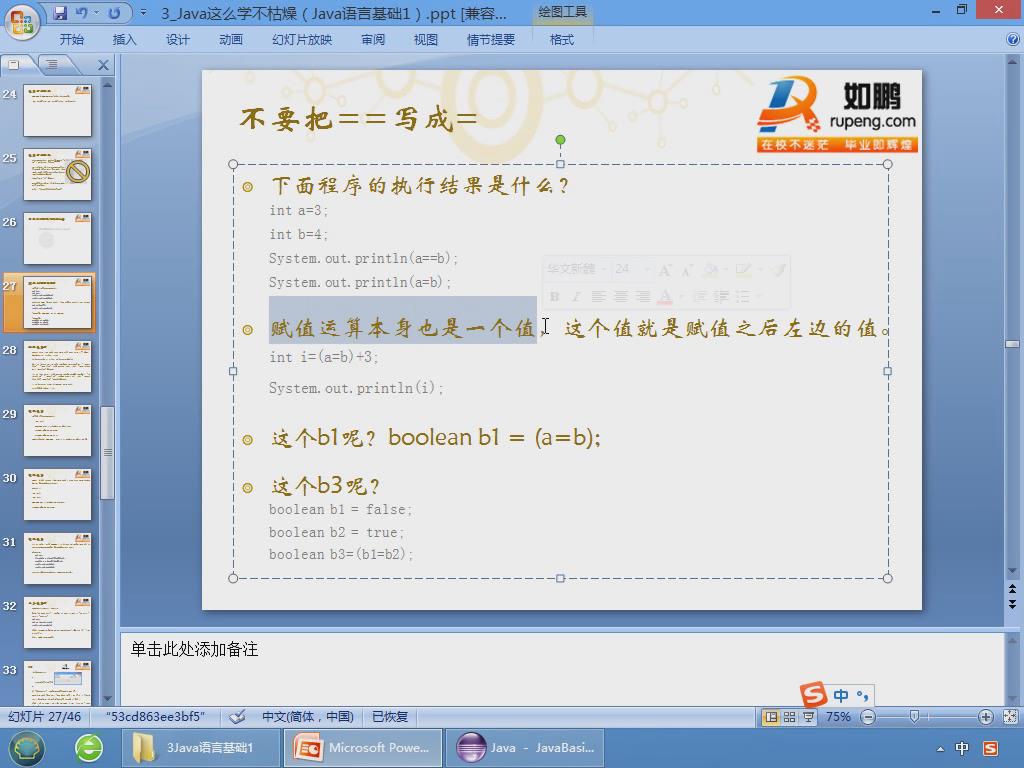 3_Java这么学不枯燥（Java语言基础1）.ppt [兼容...
绘图工具
开始 插入 设计 动画 幻灯片放映 审阅 视图 情节提要 格式
24
25
26
27
28
29
30
31
32
33
不要把==写成=
如鹏
rupeng.com
在校不迷茫 毕业即辉煌
下面程序的执行结果是什么？
int a=3;
int b=4;
System.out.println(a==b);
System.out.println(a=b);
华文新魏 24
赋值运算本身也是一个值，这个值就是赋值之后左边的值。
int i=(a=b)+3;
System.out.println(i);
这个b1呢？boolean b1 = (a=b);
这个b3呢？
boolean b1 = false;
boolean b2 = true;
boolean b3=(b1=b2);
单击此处添加备注
中
幻灯片 27/46 "53cd863ee3bf5" 中文(简体，中国) 已恢复 75%
3Java语言基础1 Microsoft Powe... Java - JavaBasi... 中